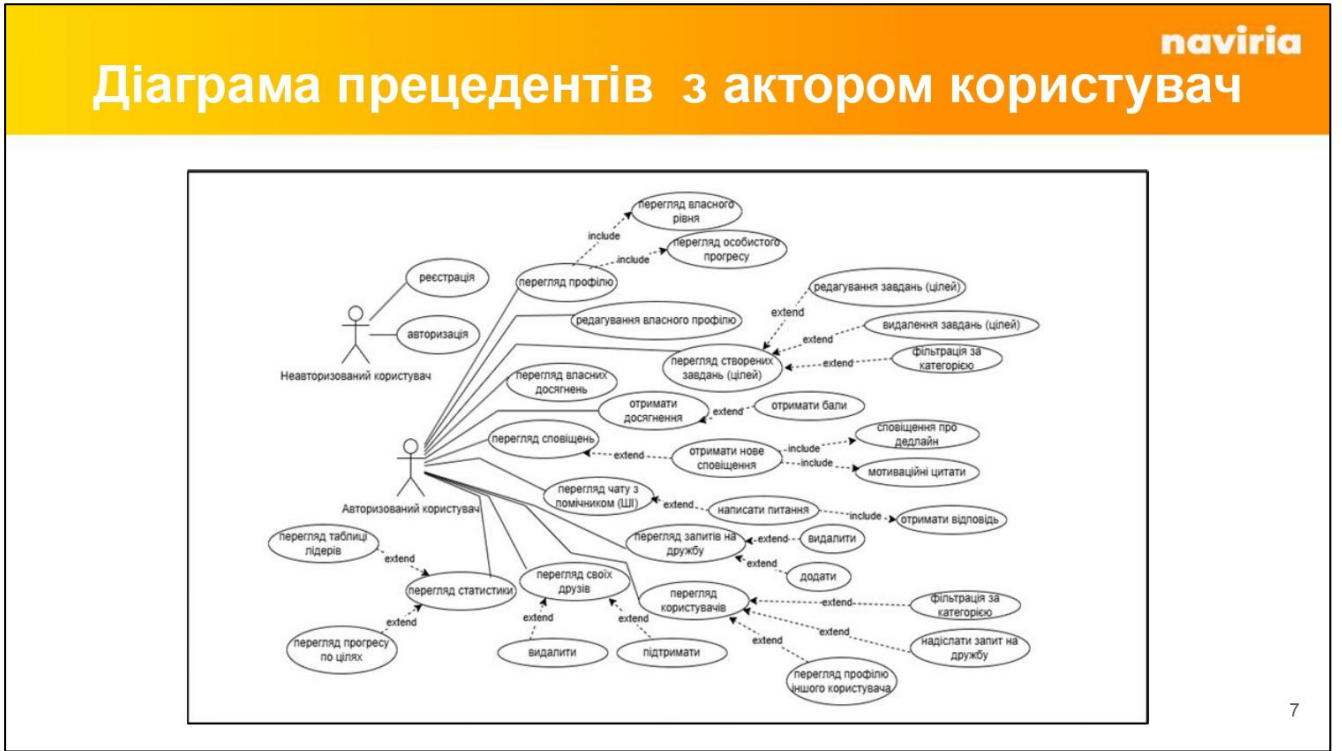 naviria
Діаграма прецедентів з актором користувач
перегляд власного
рівня
include
перегляд особистого
прогресу
include
перегляд профілю
реєстрація
авторизація
Неавторизований користувач
редагування власного профілю
редагування завдань (цілей)
extend
видалення завдань (цілей)
extend
фільтрація за
категорією
extend
перегляд створених
завдань (цілей)
перегляд власних
досягнень
отримати
досягнення
extend
отримати бали
перегляд сповіщень
extend
отримати нове
сповіщення
include
сповіщення про
дедлайн
include
мотиваційні цитати
Авторизований користувач
перегляд чату з
помічником (ШІ)
extend
написати питання
include
отримати відповідь
перегляд запитів на
дружбу
extend
видалити
extend
додати
перегляд таблиці
лідерів
extend
перегляд статистики
extend
перегляд прогресу
по цілях
перегляд своїх
друзів
extend
видалити
extend
підтримати
перегляд
користувачів
extend
фільтрація за
категорією
extend
надіслати запит на
дружбу
extend
перегляд профілю
іншого користувача
7